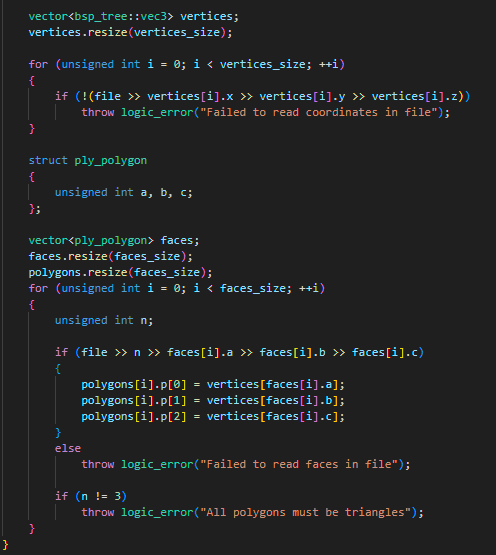 vector<bsp_tree::vec3> vertices;
vertices.resize(vertices_size);
for (unsigned int i = 0; i < vertices_size; ++i)
{
if (!(file >> vertices[i].x >> vertices[i].y >> vertices[i].z))
throw logic_error("Failed to read coordinates in file");
}
struct ply_polygon
{
unsigned int a, b, c;
};
vector<ply_polygon> faces;
faces.resize(faces_size);
polygons.resize(faces_size);
for (unsigned int i = 0; i < faces_size; ++i)
{
unsigned int n;
if (file >> n >> faces[i].a >> faces[i].b >> faces[i].c)
{
polygons[i].p[0] = vertices[faces[i].a];
polygons[i].p[1] = vertices[faces[i].b];
polygons[i].p[2] = vertices[faces[i].c];
}
else
throw logic_error("Failed to read faces in file");
if (n != 3)
throw logic_error("All polygons must be triangles");
}
}